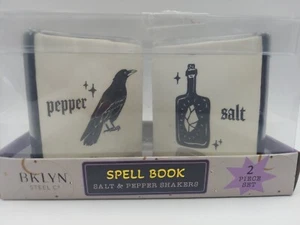 pepper
salt
BKLYN
STEEL CO
SPELL BOOK
SALT & PEPPER SHAKERS
2
PIECE
SET